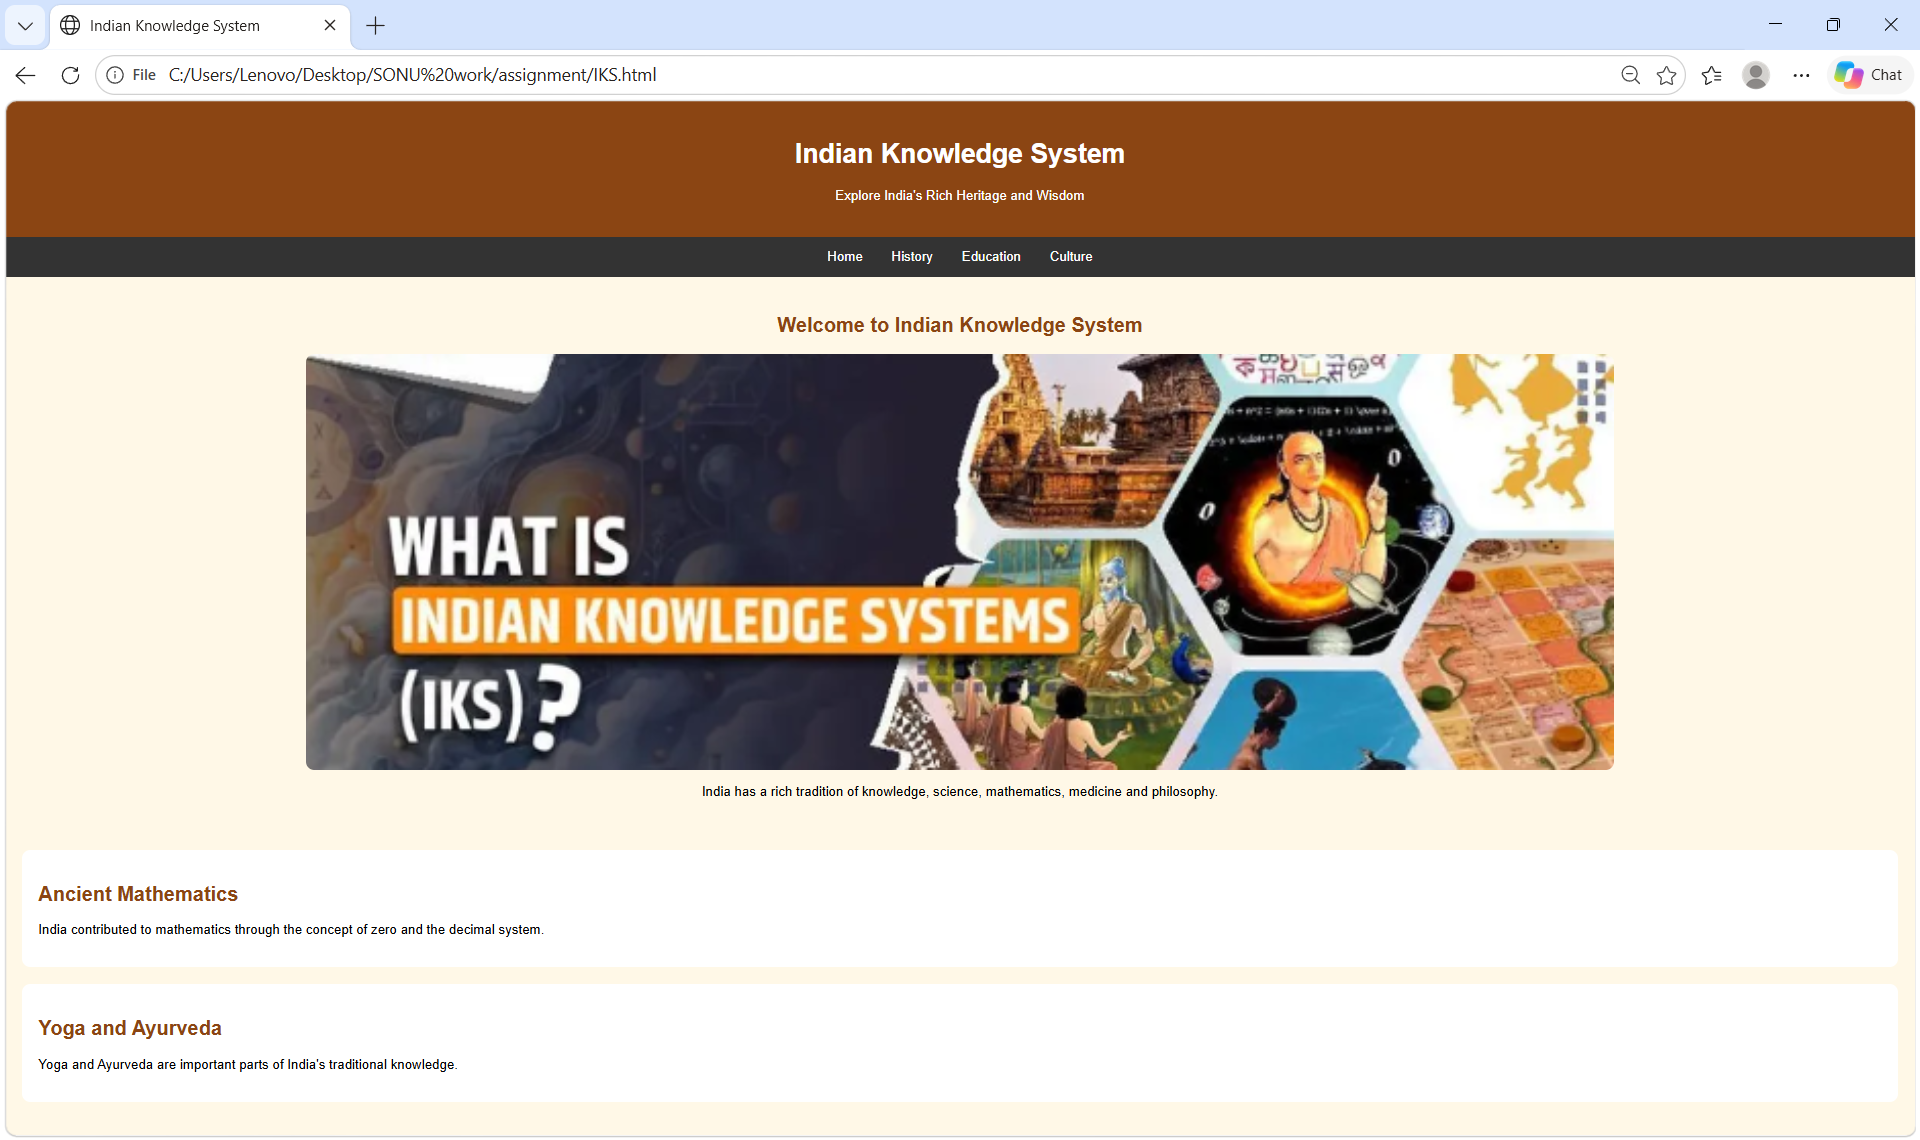 Indian Knowledge System
File C:/Users/Lenovo/Desktop/SONU%20work/assignment/IKS.html
Chat
Indian Knowledge System
Explore India's Rich Heritage and Wisdom
Home History Education Culture
Welcome to Indian Knowledge System
WHAT IS
INDIAN KNOWLEDGE SYSTEMS
(IKS)?
0
0
India has a rich tradition of knowledge, science, mathematics, medicine and philosophy.
Ancient Mathematics
India contributed to mathematics through the concept of zero and the decimal system.
Yoga and Ayurveda
Yoga and Ayurveda are important parts of India's traditional knowledge.